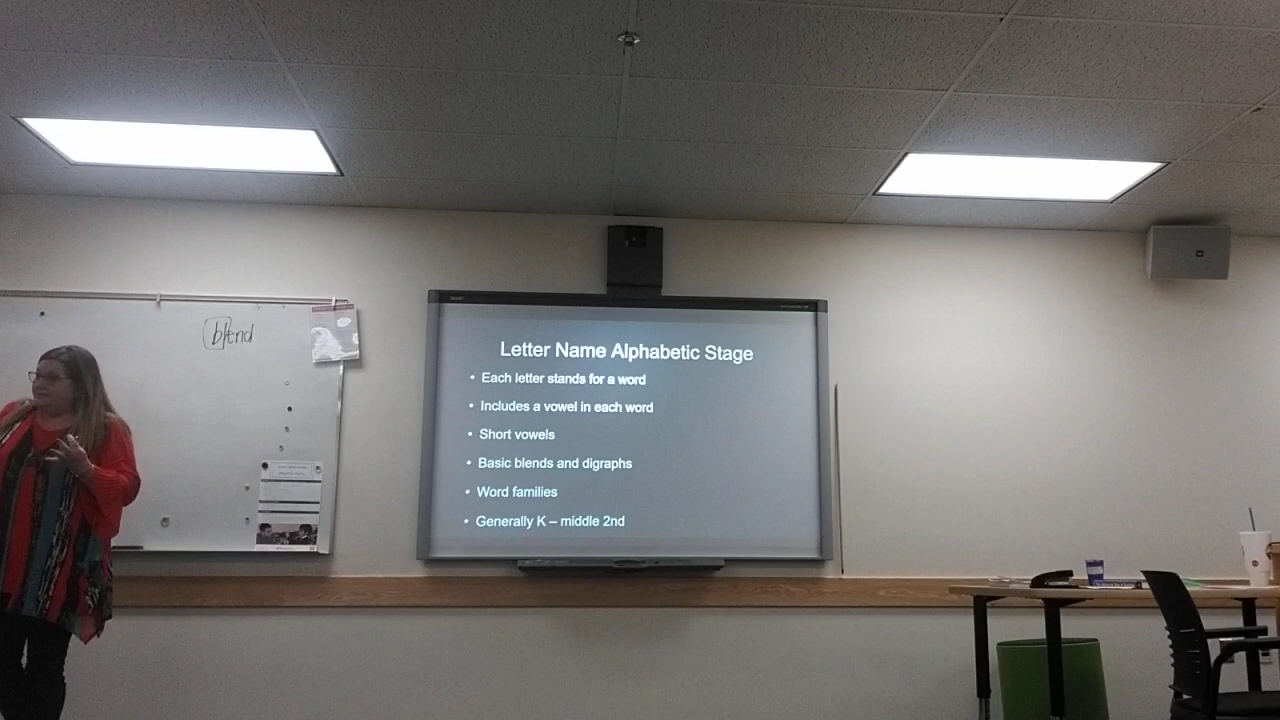 blend
Letter Name Alphabetic Stage
• Each letter stands for a word
• Includes a vowel in each word
• Short vowels
• Basic blends and digraphs
• Word families
• Generally K – middle 2nd